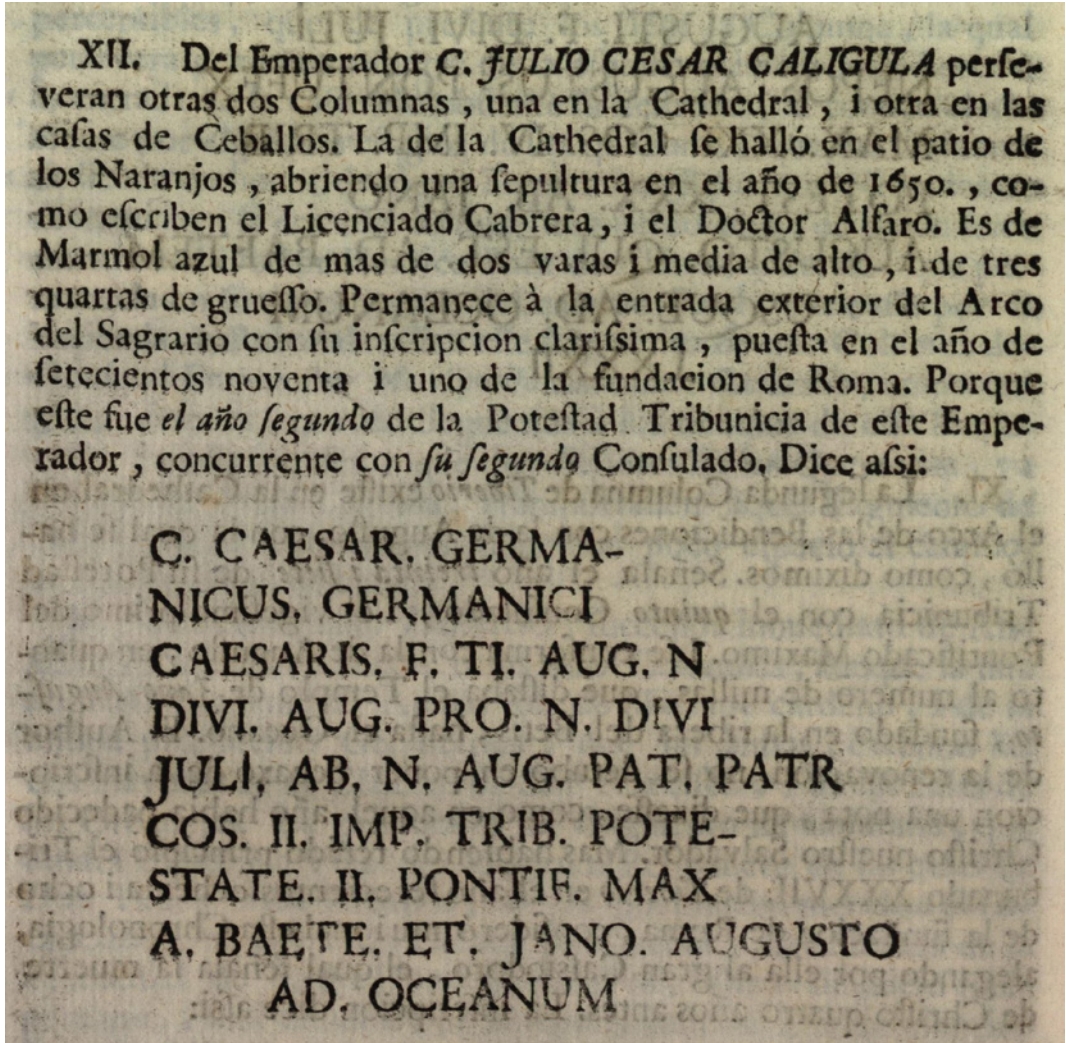 XII. Del Emperador C. JULIO CESAR CALIGULA perſe-
veran otras dos Columnas, una en la Cathedral, i otra en las
caſas de Ceballos. La de la Cathedral ſe halló en el patio de
los Naranjos, abriendo una ſepultura en el año de 1650., co-
mo eſcriben el Licenciado Cabrera, i el Doctor Alfaro. Es de
Marmol azul de mas de dos varas i media de alto, i de tres
quartas de grueſſo. Permanece à la entrada exterior del Arco
del Sagrario con ſu inſcripcion clariſsima, pueſta en el año de
ſetecientos noventa i uno de la fundacion de Roma. Porque
eſte fue el año ſegundo de la Poteſtad Tribunicia de eſte Empe-
rador, concurrente con ſu ſegundo Conſulado. Dice aſsi:
C. CAESAR. GERMA-
NICUS. GERMANICI
CAESARIS. F. TI. AUG. N
DIVI. AUG. PRO. N. DIVI
JULI. AB. N. AUG. PAT. PATR
COS. II. IMP. TRIB. POTE-
STATE. II. PONTIF. MAX
A. BAETE. ET. JANO. AUGUSTO
AD. OCEANUM